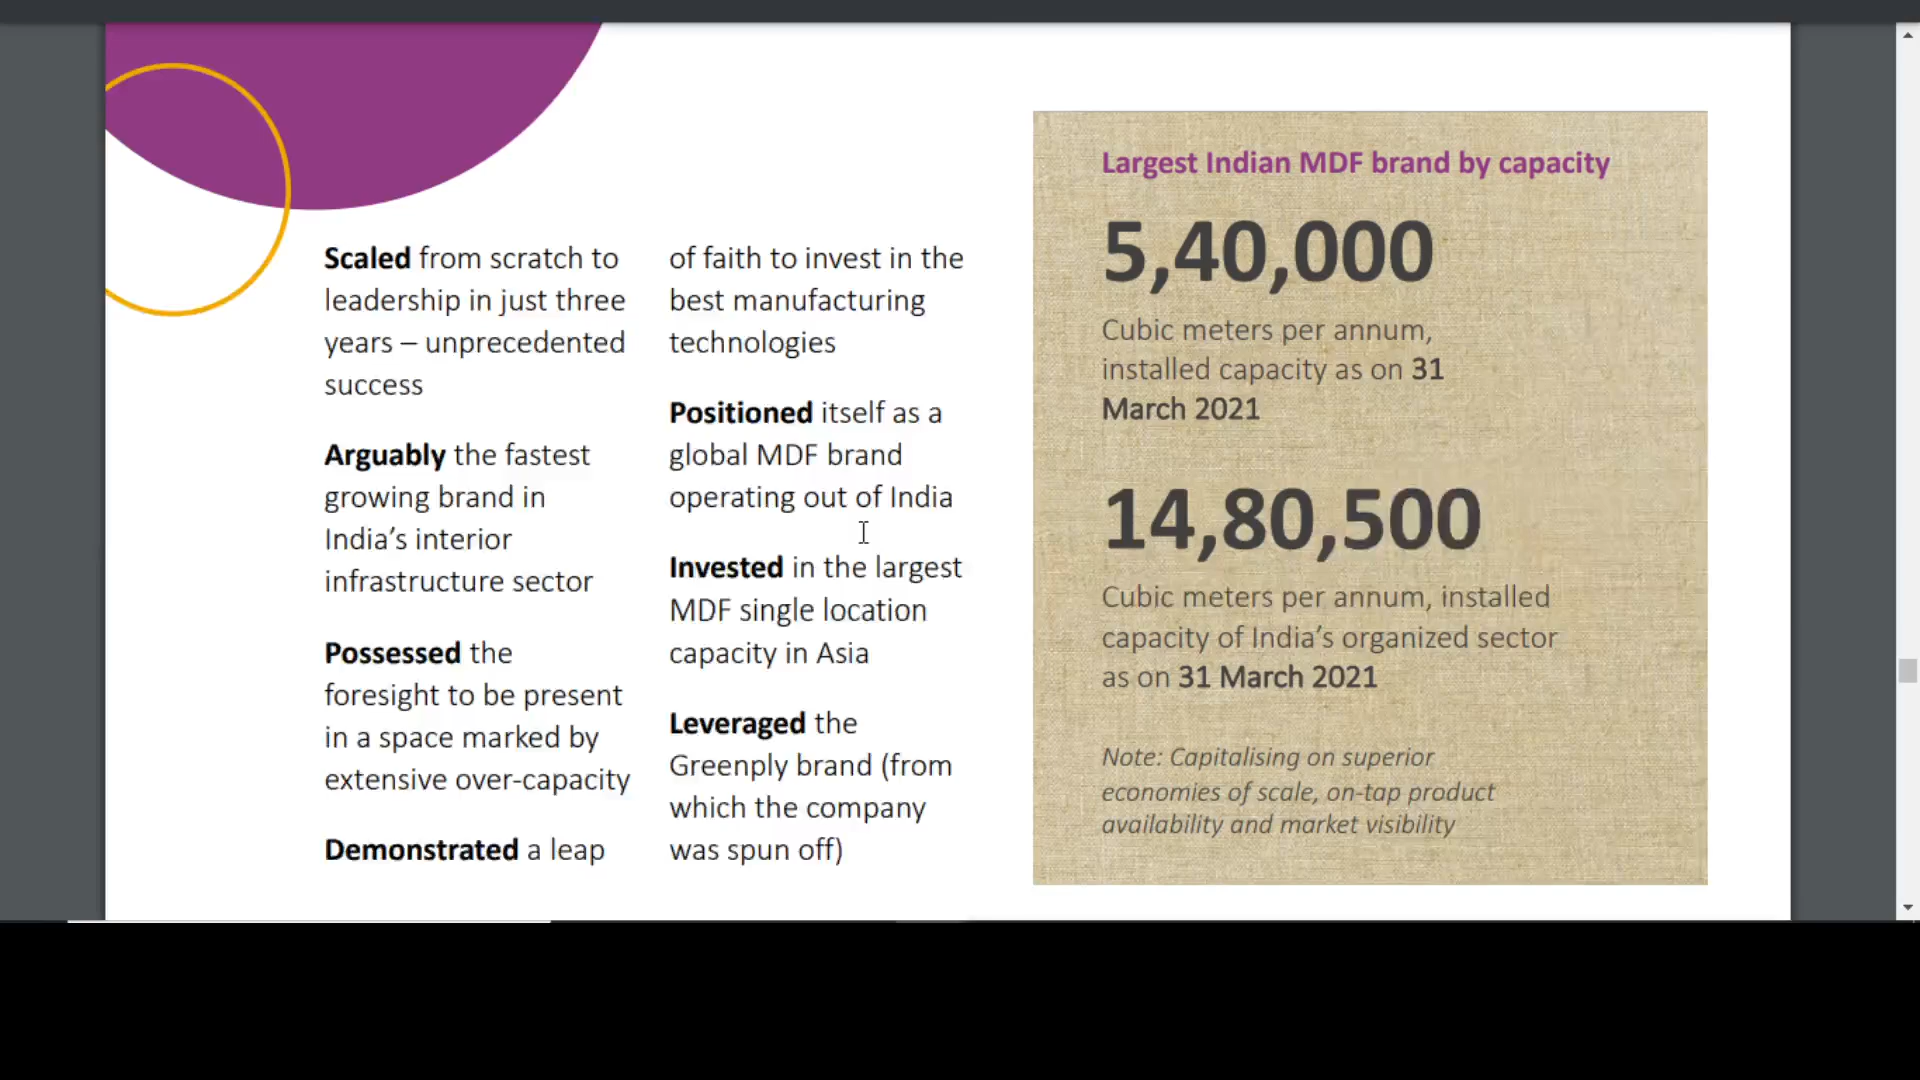 Scaled from scratch to
leadership in just three
years – unprecedented
success
Arguably the fastest
growing brand in
India’s interior
infrastructure sector
Possessed the
foresight to be present
in a space marked by
extensive over-capacity
Demonstrated a leap
of faith to invest in the
best manufacturing
technologies
Positioned itself as a
global MDF brand
operating out of India
Invested in the largest
MDF single location
capacity in Asia
Leveraged the
Greenply brand (from
which the company
was spun off)
Largest Indian MDF brand by capacity
5,40,000
Cubic meters per annum,
installed capacity as on 31
March 2021
14,80,500
Cubic meters per annum, installed
capacity of India’s organized sector
as on 31 March 2021
Note: Capitalising on superior
economies of scale, on-tap product
availability and market visibility